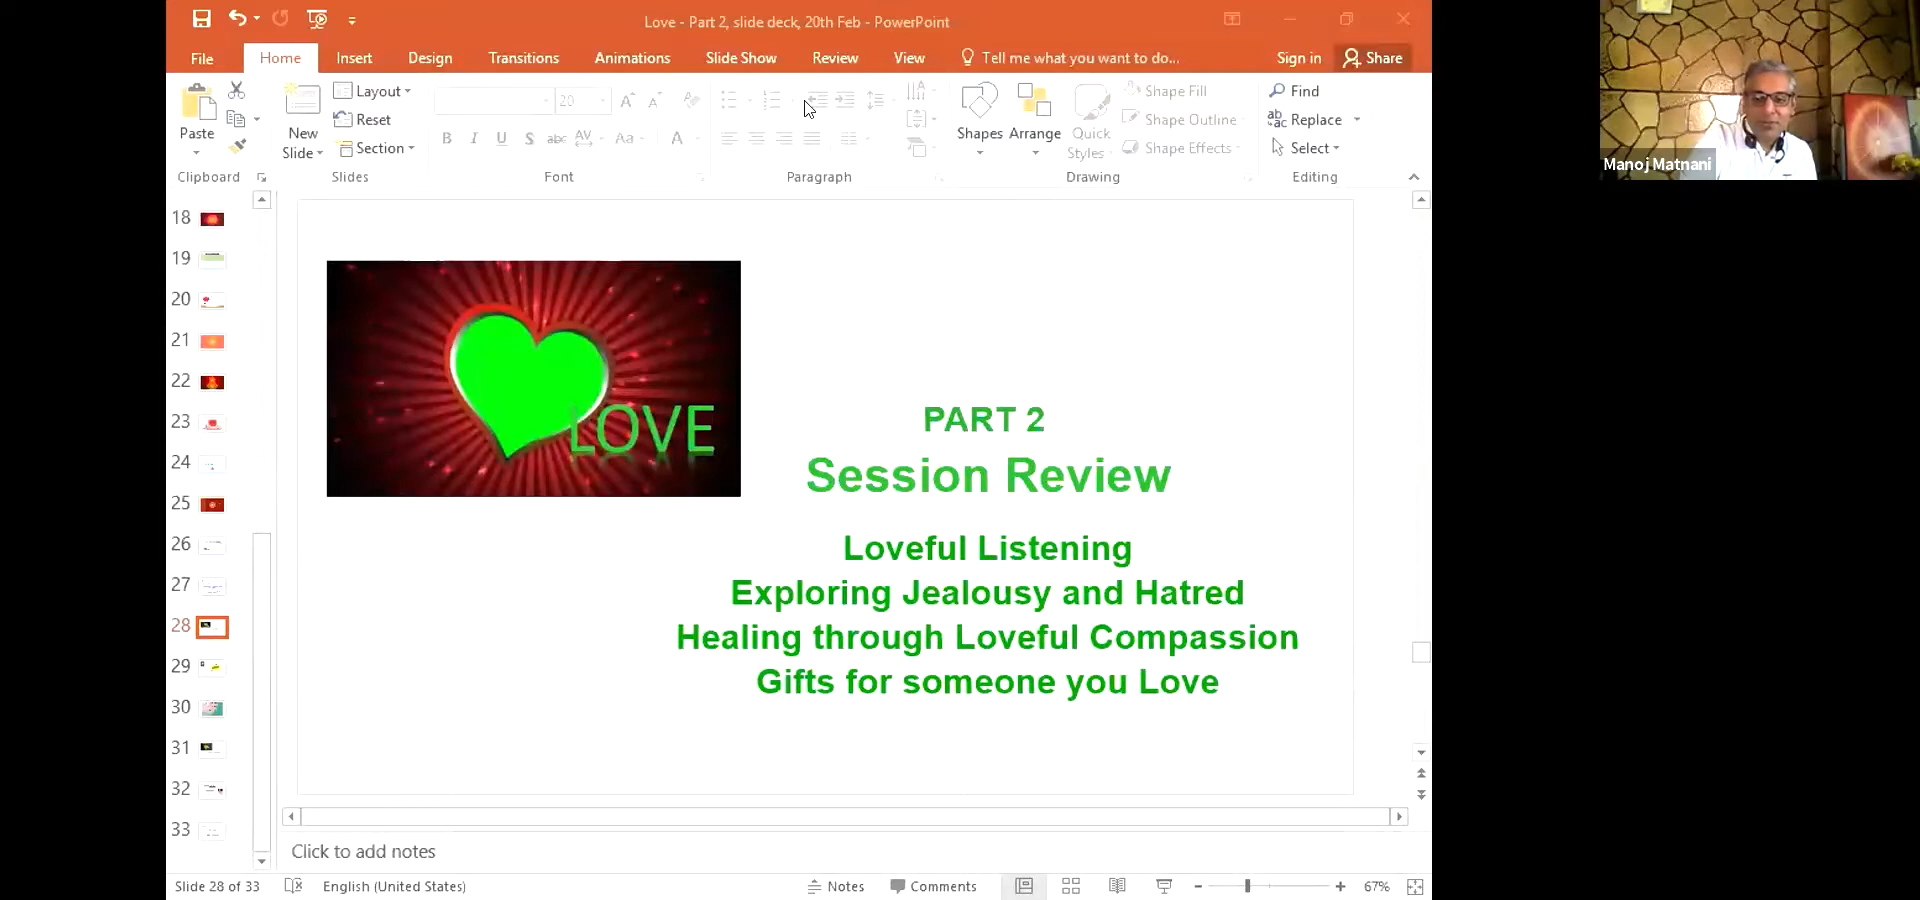 Love - Part 2, slide deck, 20th Feb - PowerPoint
File Home Insert Design Transitions Animations Slide Show Review View Tell me what you want to do... Sign in Share
Paste
Clipboard
New
Slide
Layout
Reset
Section
Slides
20
B I U S abc AV Aa A
Font
Paragraph
Shapes Arrange Quick
Styles
Shape Fill
Shape Outline
Shape Effects
Drawing
Find
Replace
Select
Editing
Manoj Matnani
18
19
20
21
22
23
24
25
26
27
28
29
30
31
32
33
LOVE
PART 2
Session Review
Loveful Listening
Exploring Jealousy and Hatred
Healing through Loveful Compassion
Gifts for someone you Love
Click to add notes
Slide 28 of 33 English (United States) Notes Comments 67%